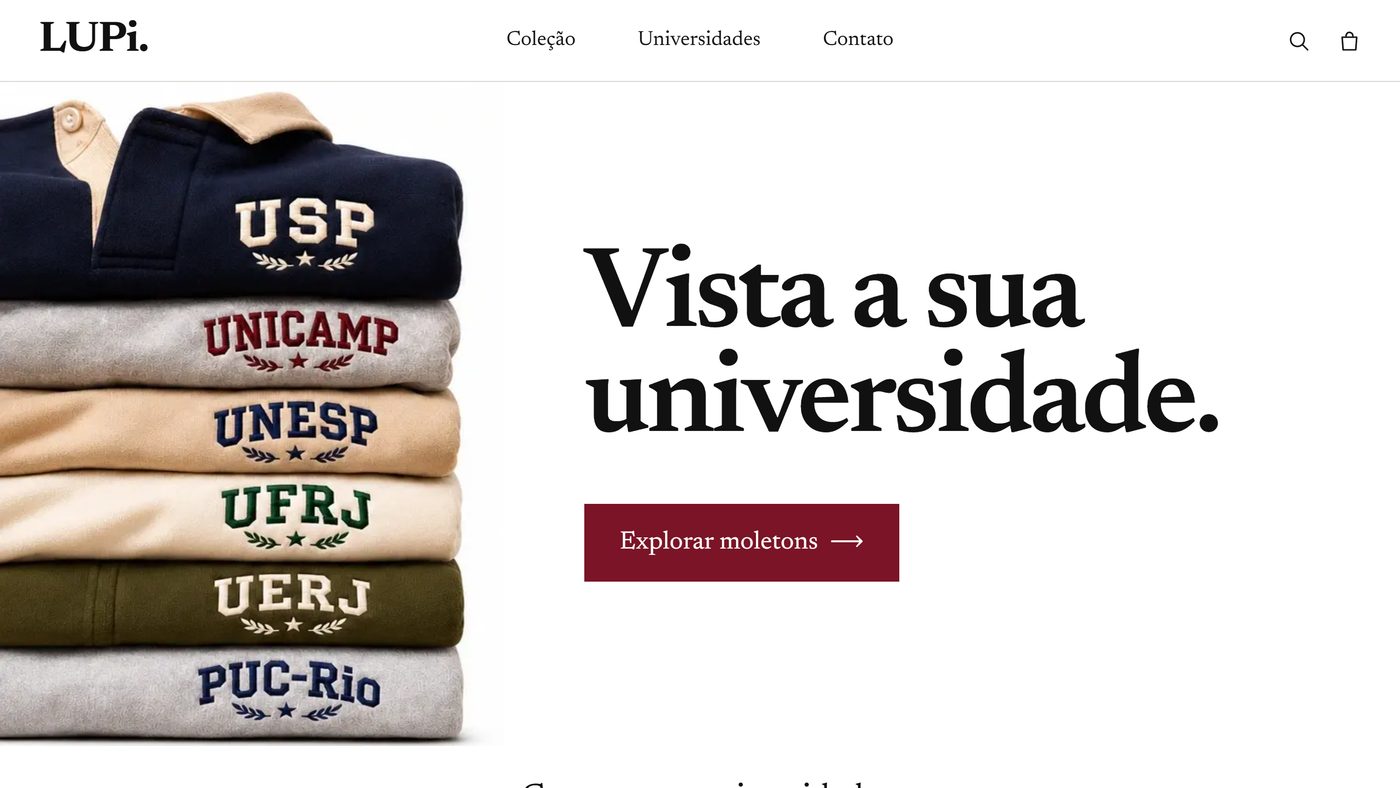 LUPi.
Coleção
Universidades
Contato
USP
UNICAMP
UNESP
UFRJ
UERJ
PUC-Rio
Vista a sua
universidade.
Explorar moletons